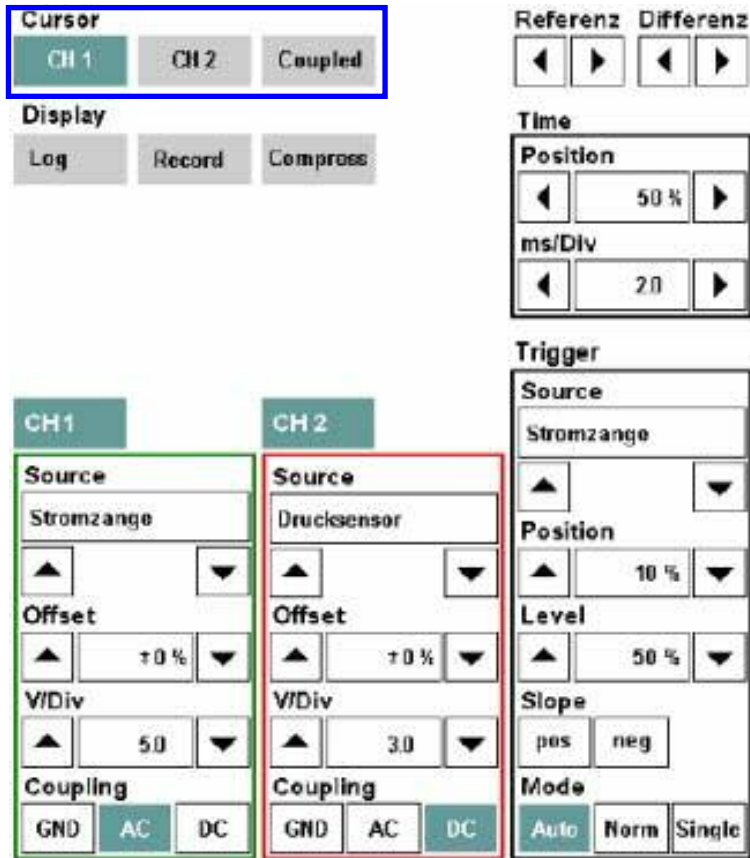 Cursor
CH 1 CH 2 Coupled
Display
Log Record Compross
Referenz Differenz
Time
Position
50 %
ms/Div
2.0
CH1
Source
Stromzange
Offset
±0 %
V/Div
5.0
Coupling
GND AC DC
CH 2
Source
Drucksensor
Offset
±0 %
V/Div
3.0
Coupling
GND AC DC
Trigger
Source
Stromzange
Position
10 %
Level
50 %
Slope
pos neg
Mode
Auto Norm Single